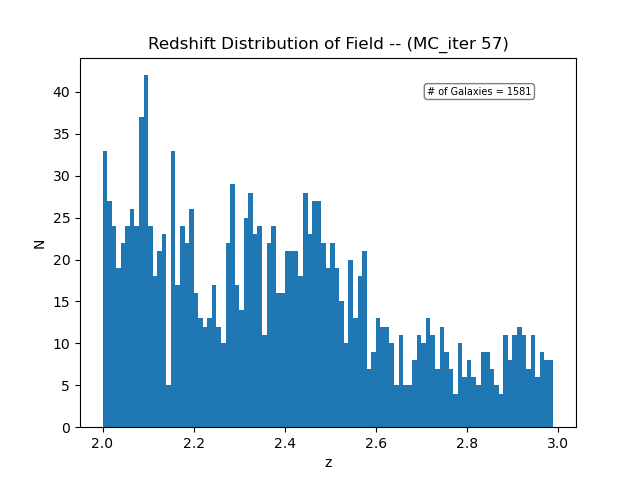 Redshift Distribution of Field -- (MC_iter 57)
# of Galaxies = 1581
40
35
30
25
20
15
10
5
0
N
2.0 2.2 2.4 2.6 2.8 3.0
z